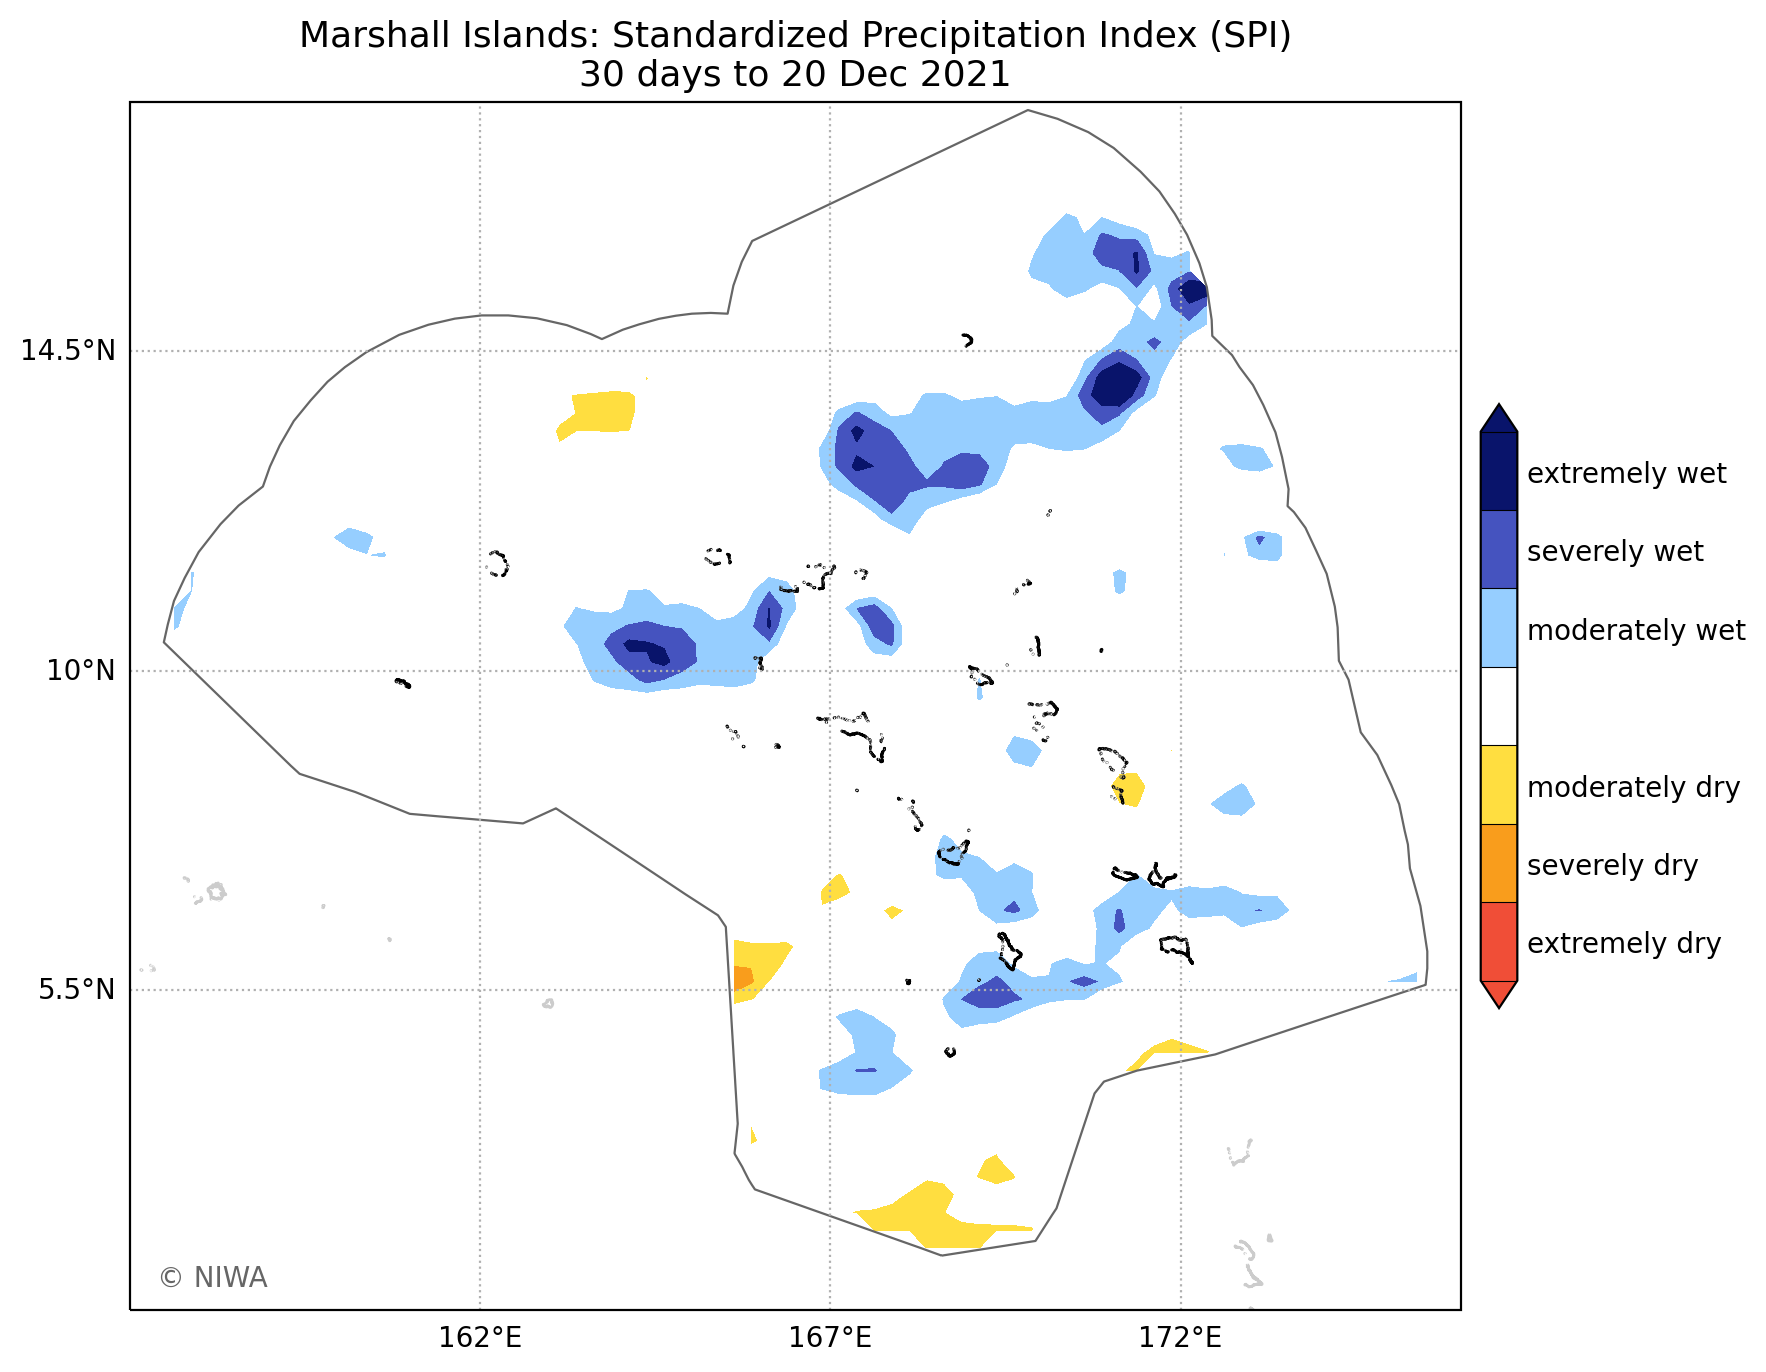 Marshall Islands: Standardized Precipitation Index (SPI)
30 days to 20 Dec 2021
14.5°N
10°N
5.5°N
162°E
167°E
172°E
extremely wet
severely wet
moderately wet
moderately dry
severely dry
extremely dry
© NIWA